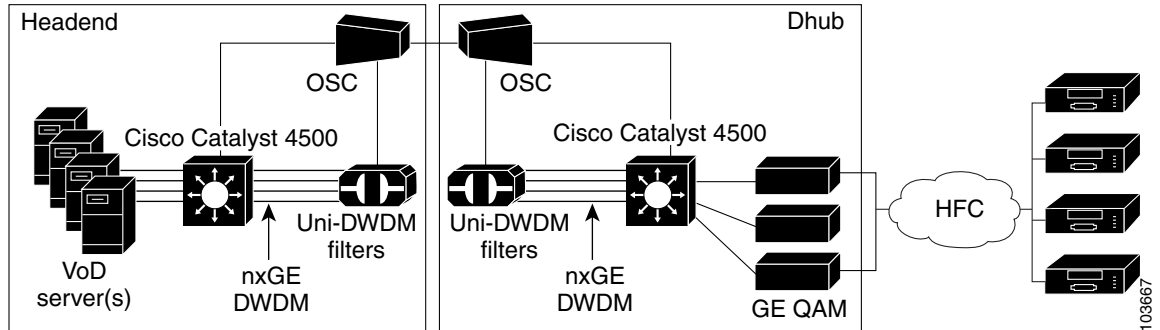 Headend
Dhub
OSC
OSC
Cisco Catalyst 4500
Cisco Catalyst 4500
Uni-DWDM
filters
Uni-DWDM
filters
HFC
VoD
server(s)
nxGE
DWDM
nxGE
DWDM
GE QAM
103667